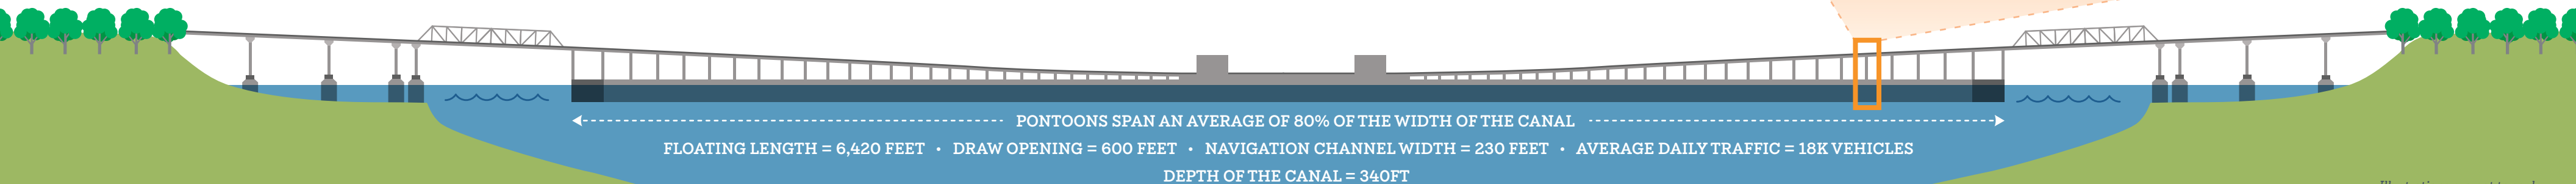 PONTOONS SPAN AN AVERAGE OF 80% OF THE WIDTH OF THE CANAL
FLOATING LENGTH = 6,420 FEET • DRAW OPENING = 600 FEET • NAVIGATION CHANNEL WIDTH = 230 FEET • AVERAGE DAILY TRAFFIC = 18K VEHICLES
DEPTH OF THE CANAL = 340FT